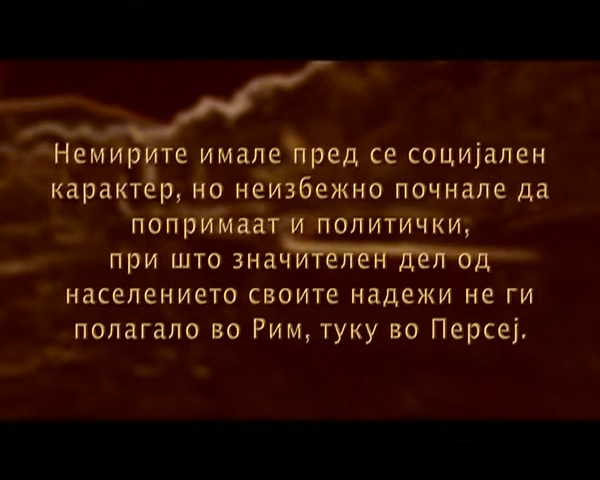 Немирите имале пред се социјален
карактер, но неизбежно почнале да
попримаат и политички,
при што значителен дел од
населението своите надежи не ги
полагало во Рим, туку во Персеј.